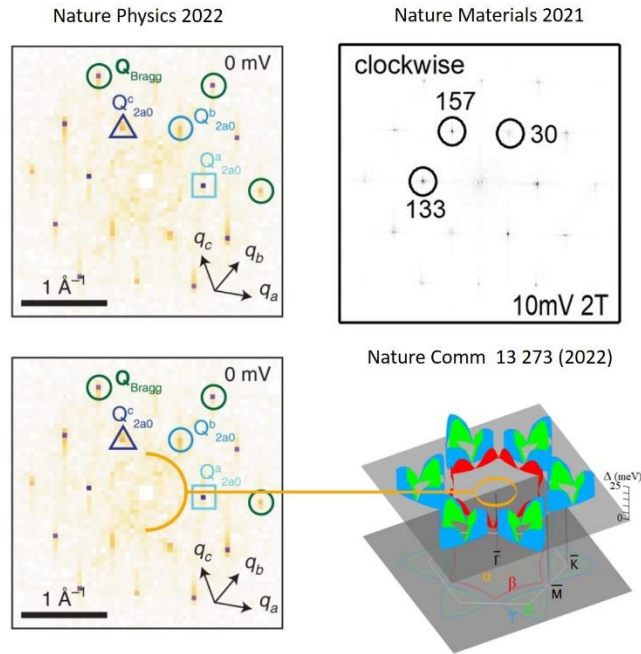 Nature Physics 2022
Q Bragg
0 mV
Q^c_2a0
Q^b_2a0
Q^a_2a0
q_c
q_b
q_a
1 Å⁻¹
Nature Materials 2021
clockwise
157
30
133
10mV 2T
Q Bragg
0 mV
Q^c_2a0
Q^b_2a0
Q^a_2a0
q_c
q_b
q_a
1 Å⁻¹
Nature Comm 13 273 (2022)
Δ (meV)
25
0
Γ̅
K̅
M̅
α
β
γ